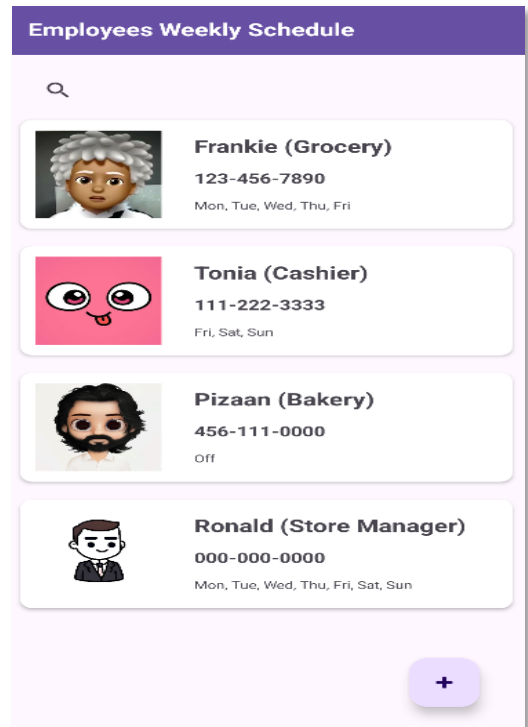 Employees Weekly Schedule
Frankie (Grocery)
123-456-7890
Mon, Tue, Wed, Thu, Fri
Tonia (Cashier)
111-222-3333
Fri, Sat, Sun
Pizaan (Bakery)
456-111-0000
Off
Ronald (Store Manager)
000-000-0000
Mon, Tue, Wed, Thu, Fri, Sat, Sun
+